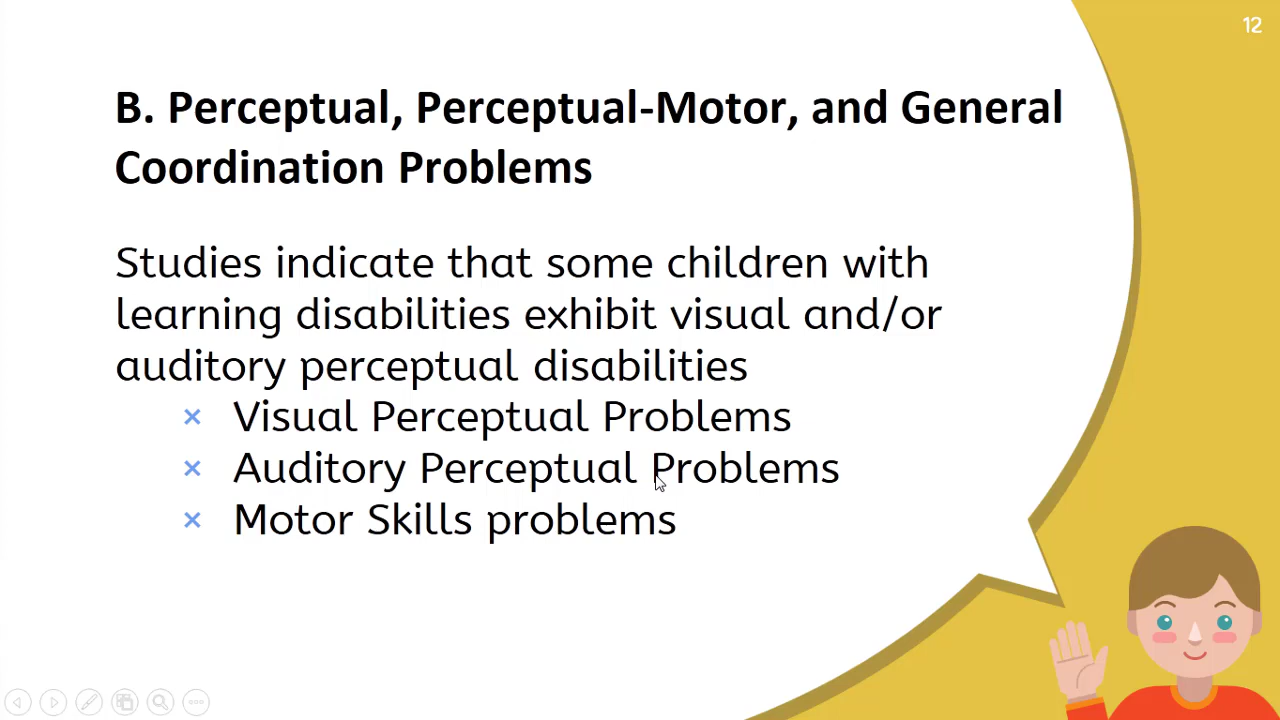 12
B. Perceptual, Perceptual-Motor, and General
Coordination Problems
Studies indicate that some children with
learning disabilities exhibit visual and/or
auditory perceptual disabilities
× Visual Perceptual Problems
× Auditory Perceptual Problems
× Motor Skills problems